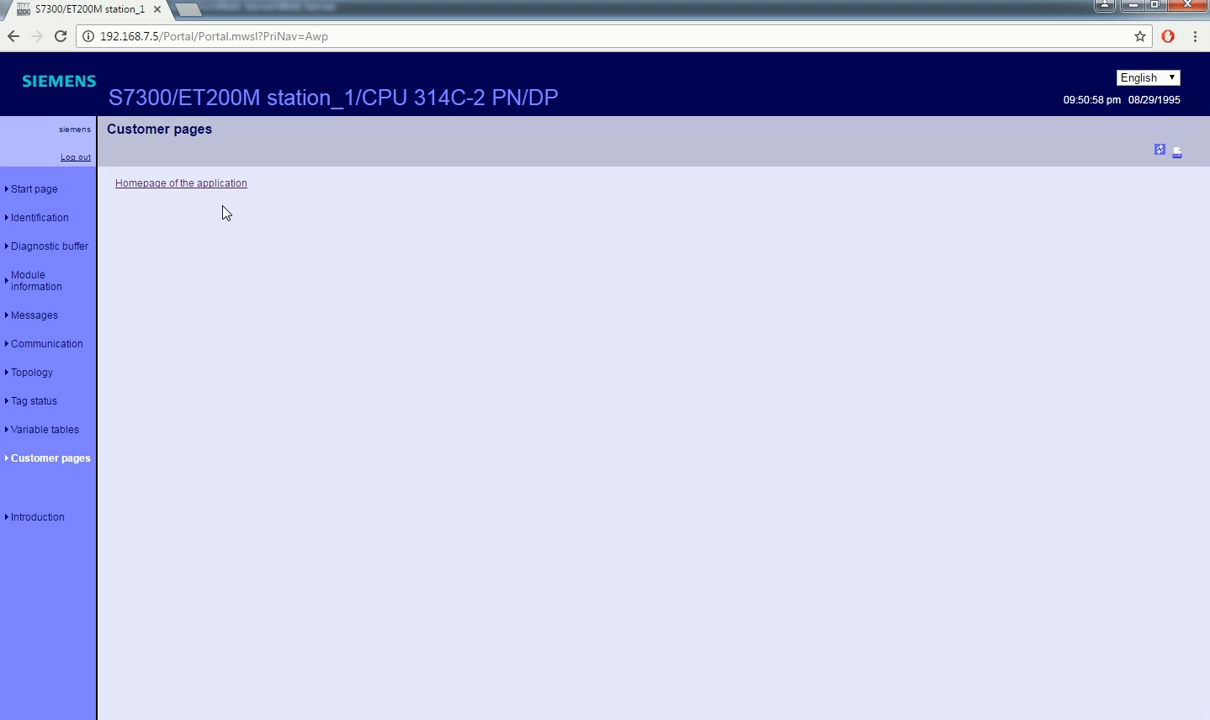 S7300/ET200M station_1
192.168.7.5/Portal/Portal.mwsl?PriNav=Awp
SIEMENS
English
S7300/ET200M station_1/CPU 314C-2 PN/DP
09:50:58 pm 08/29/1995
siemens
Customer pages
Log out
Homepage of the application
Start page
Identification
Diagnostic buffer
Module
information
Messages
Communication
Topology
Tag status
Variable tables
Customer pages
Introduction